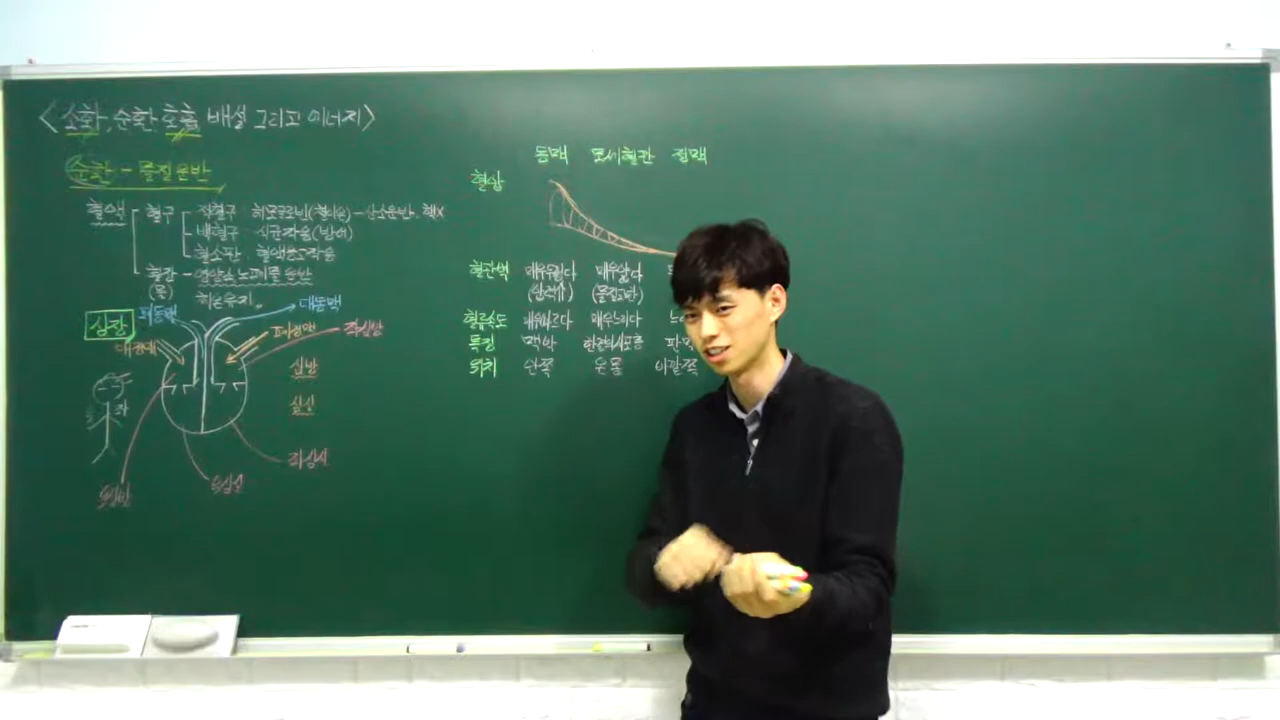 <소화, 순환, 호흡, 배설 그리고 에너지>
순환 - 물질운반
혈액
혈구
적혈구 : 헤모글로빈(철이온) - 산소운반. 핵X
백혈구 : 식균작용(방어)
혈소판 : 혈액응고작용
혈장 - 영양소, 노폐물 운반
(물)
체온유지.
심장
폐동맥
대동맥
대정맥
폐정맥
좌심방
심방
심실
좌
좌심실
우심방
우심실
동맥 모세혈관 정맥
혈압
혈관벽 매우두껍다 매우얇다
(압력↑) (물질교환)
혈류속도 매우빠르다 매우느리다
특징 맥박 한겹의세포층 판막
위치 안쪽 온몸 바깥쪽